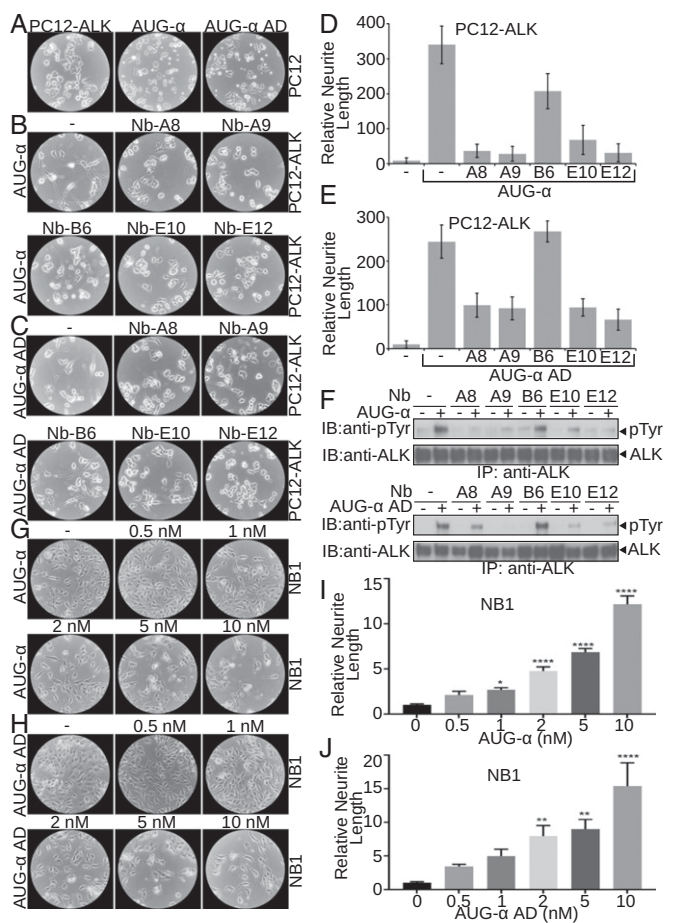 A PC12-ALK AUG-α AUG-α AD
PC12
B - Nb-A8 Nb-A9
AUG-α PC12-ALK
Nb-B6 Nb-E10 Nb-E12
AUG-α PC12-ALK
C - Nb-A8 Nb-A9
AUG-α AD PC12-ALK
Nb-B6 Nb-E10 Nb-E12
AUG-α AD PC12-ALK
G - 0.5 nM 1 nM
AUG-α NB1
2 nM 5 nM 10 nM
AUG-α NB1
H - 0.5 nM 1 nM
AUG-α AD NB1
2 nM 5 nM 10 nM
AUG-α AD NB1
D
PC12-ALK
Relative Neurite
Length
400
300
200
100
0
- - A8 A9 B6 E10 E12
AUG-α
E
PC12-ALK
Relative Neurite
Length
300
200
100
0
- - A8 A9 B6 E10 E12
AUG-α AD
F
Nb - A8 A9 B6 E10 E12
AUG-α - + - + - + - + - + - +
IB:anti-pTyr ◄pTyr
IB:anti-ALK ◄ALK
IP: anti-ALK
Nb - A8 A9 B6 E10 E12
AUG-α AD - + - + - + - + - + - +
IB:anti-pTyr ◄pTyr
IB:anti-ALK ◄ALK
IP: anti-ALK
I
NB1
Relative Neurite
Length
15
10
5
0
* **** **** ****
0 0.5 1 2 5 10
AUG-α (nM)
J
NB1
Relative Neurite
Length
20
15
10
5
0
** ** ****
0 0.5 1 2 5 10
AUG-α AD (nM)